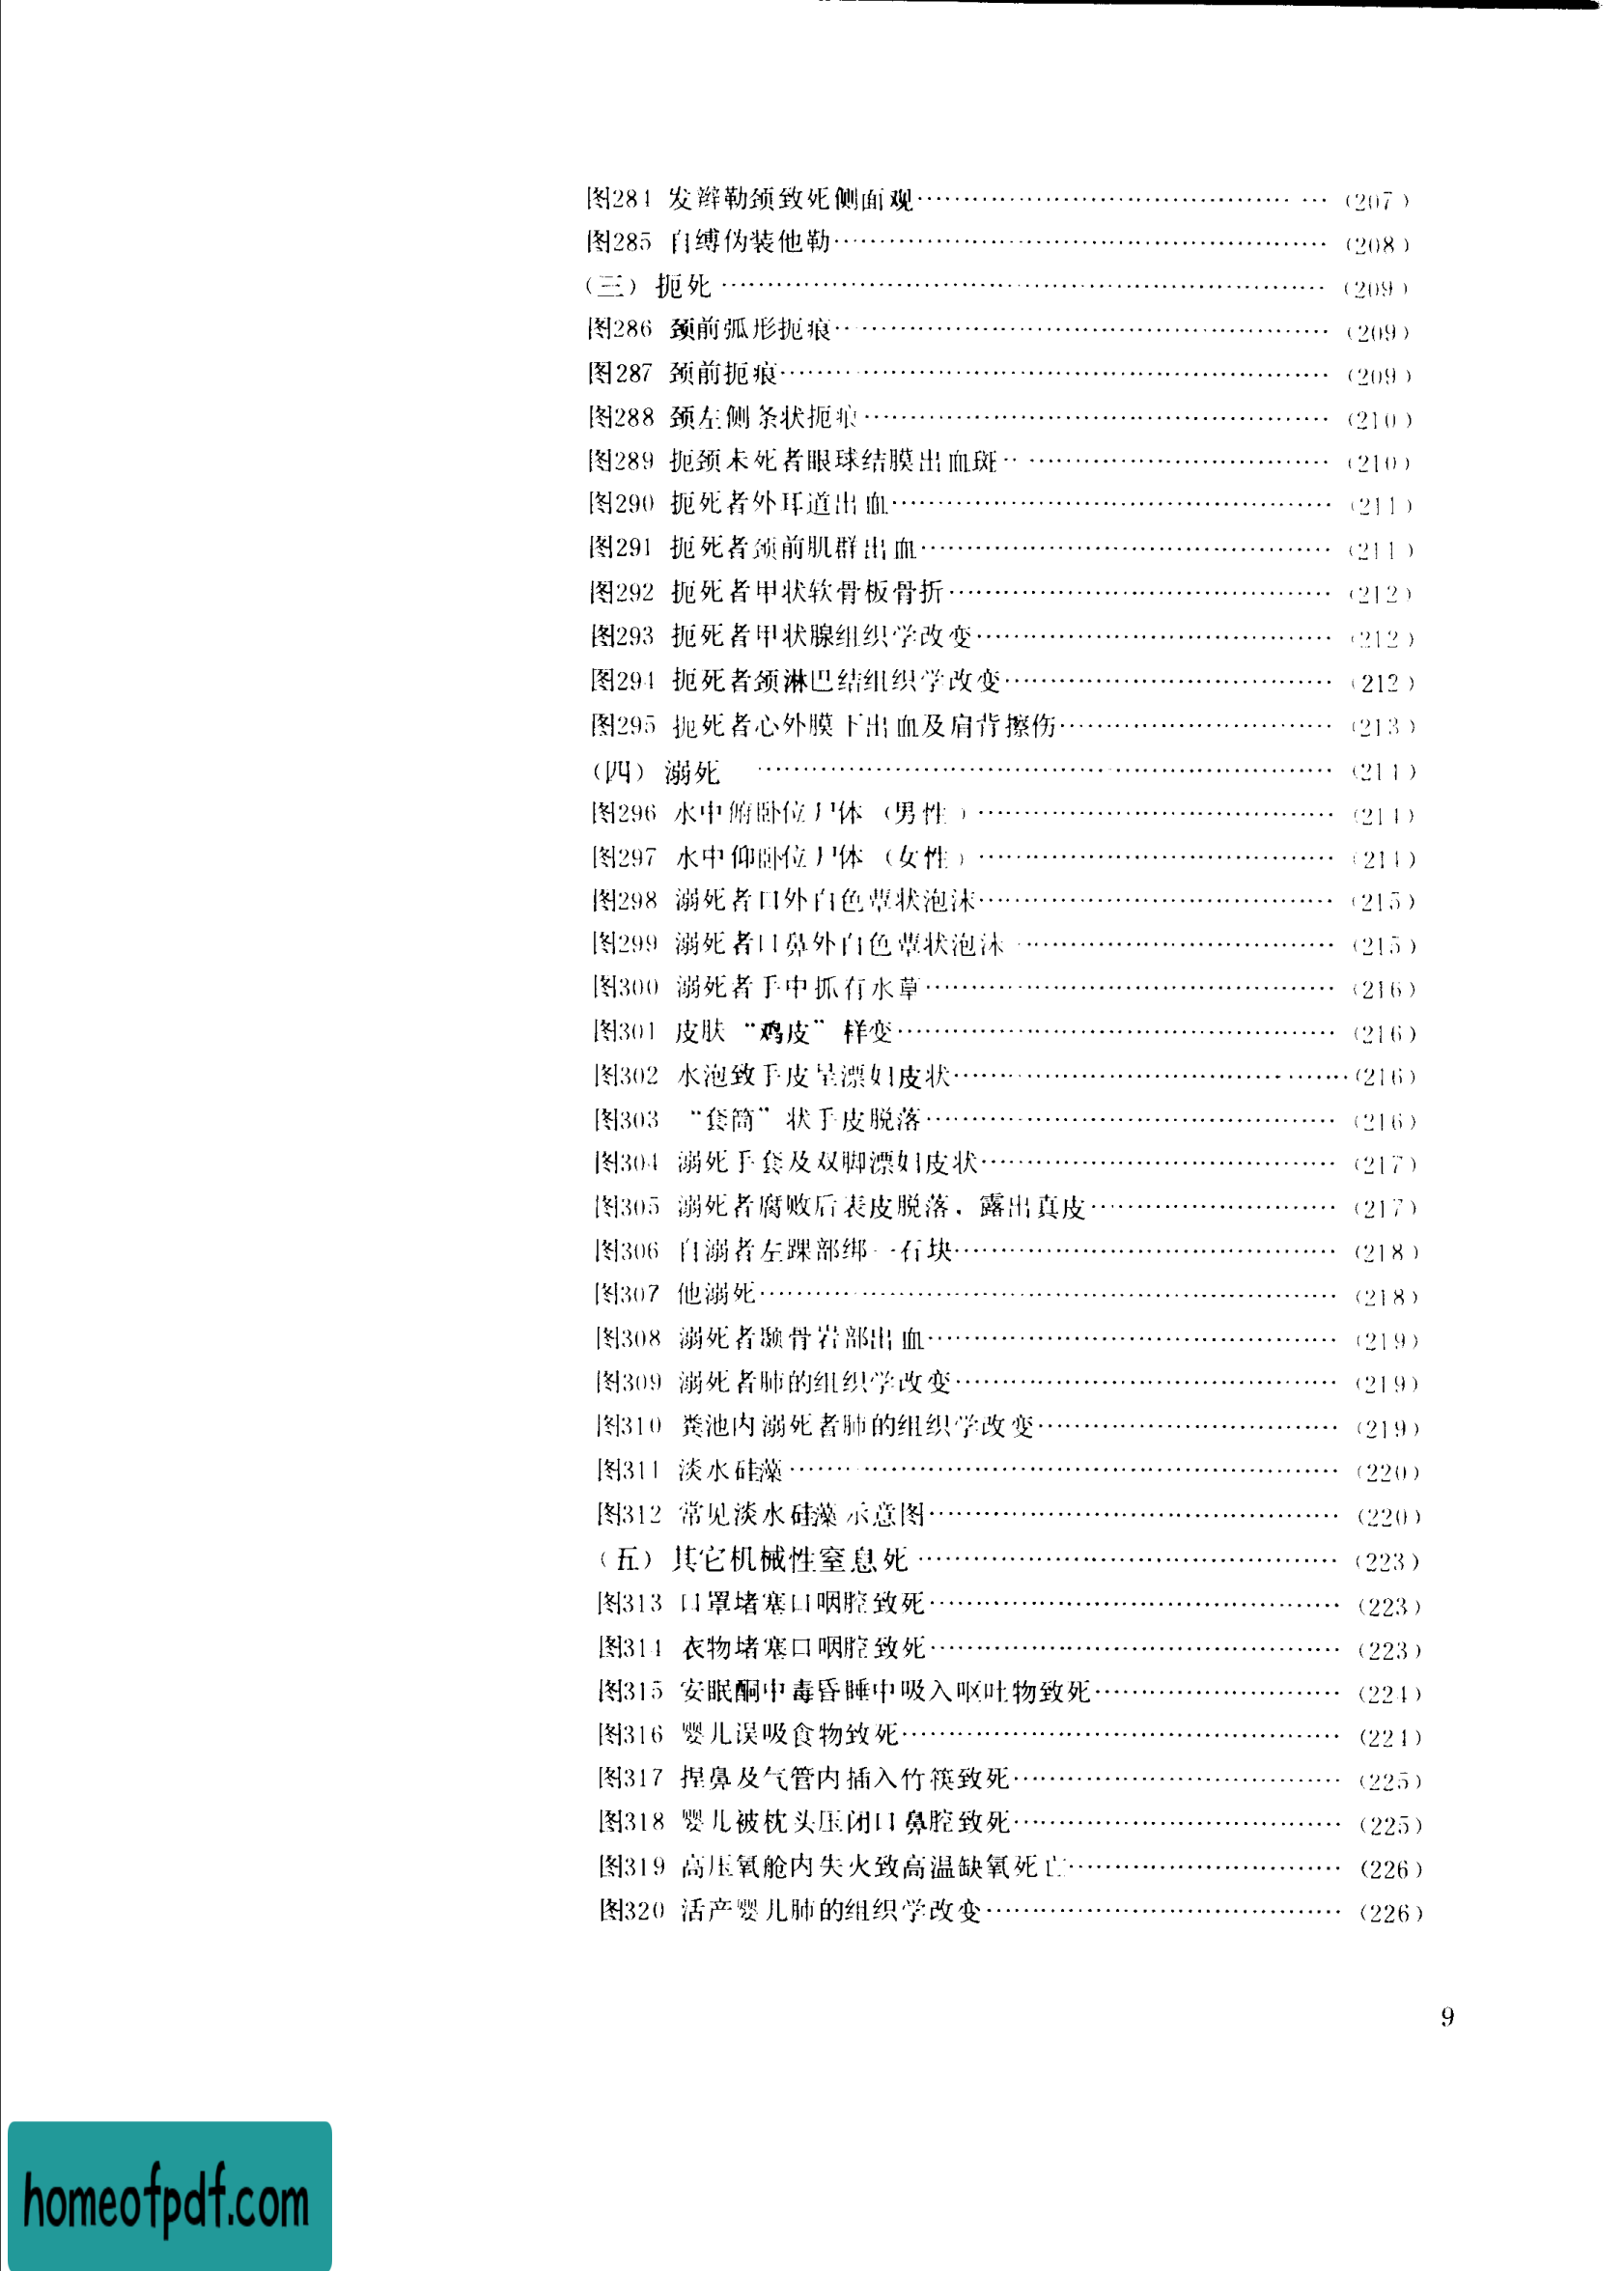 图284 发辫勒颈致死侧面观……………………………………… (207)
图285 自缚伪装他勒……………………………………………… (208)
(三) 扼死 ………………………………………………………… (209)
图286 颈前弧形扼痕……………………………………………… (209)
图287 颈前扼痕…………………………………………………… (209)
图288 颈左侧条状扼痕…………………………………………… (210)
图289 扼颈未死者眼球结膜出血斑……………………………… (210)
图290 扼死者外耳道出血………………………………………… (211)
图291 扼死者颈前肌群出血……………………………………… (211)
图292 扼死者甲状软骨板骨折…………………………………… (212)
图293 扼死者甲状腺组织学改变………………………………… (212)
图294 扼死者颈淋巴结组织学改变……………………………… (212)
图295 扼死者心外膜下出血及肩背擦伤………………………… (213)
(四) 溺死 ……………………………………………………… (214)
图296 水中俯卧位尸体 (男性) ………………………………… (214)
图297 水中仰卧位尸体 (女性) ………………………………… (214)
图298 溺死者口外白色蕈状泡沫………………………………… (215)
图299 溺死者口鼻外白色蕈状泡沫 …………………………… (215)
图300 溺死者手中抓有水草……………………………………… (216)
图301 皮肤 “鸡皮” 样变………………………………………… (216)
图302 水泡致手皮呈漂妇皮状……………………………………(216)
图303 “套筒” 状手皮脱落……………………………………… (216)
图304 溺死手套及双脚漂妇皮状………………………………… (217)
图305 溺死者腐败后表皮脱落，露出真皮……………………… (217)
图306 自溺者左踝部绑一石块…………………………………… (218)
图307 他溺死……………………………………………………… (218)
图308 溺死者颞骨岩部出血……………………………………… (219)
图309 溺死者肺的组织学改变…………………………………… (219)
图310 粪池内溺死者肺的组织学改变…………………………… (219)
图311 淡水硅藻…………………………………………………… (220)
图312 常见淡水硅藻示意图……………………………………… (220)
(五) 其它机械性窒息死 ……………………………………… (223)
图313 口罩堵塞口咽腔致死……………………………………… (223)
图314 衣物堵塞口咽腔致死……………………………………… (223)
图315 安眠酮中毒昏睡中吸入呕吐物致死……………………… (224)
图316 婴儿误吸食物致死………………………………………… (224)
图317 捏鼻及气管内插入竹筷致死……………………………… (225)
图318 婴儿被枕头压闭口鼻腔致死……………………………… (225)
图319 高压氧舱内失火致高温缺氧死亡………………………… (226)
图320 活产婴儿肺的组织学改变………………………………… (226)
9
homeofpdf.com